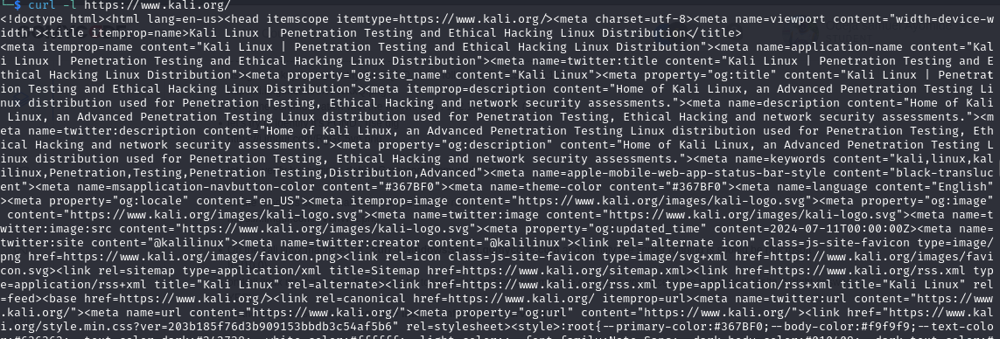 └─$ curl -l https://www.kali.org/
<!doctype html><html lang=en-us><head itemscope itemtype=https://www.kali.org/><meta charset=utf-8><meta name=viewport content="width=device-w
idth"><title itemprop=name>Kali Linux | Penetration Testing and Ethical Hacking Linux Distribution</title>
<meta itemprop=name content="Kali Linux | Penetration Testing and Ethical Hacking Linux Distribution"><meta name=application-name content="Kal
i Linux | Penetration Testing and Ethical Hacking Linux Distribution"><meta name=twitter:title content="Kali Linux | Penetration Testing and E
thical Hacking Linux Distribution"><meta property="og:site_name" content="Kali Linux"><meta property="og:title" content="Kali Linux | Penetrat
ion Testing and Ethical Hacking Linux Distribution"><meta itemprop=description content="Home of Kali Linux, an Advanced Penetration Testing Li
nux distribution used for Penetration Testing, Ethical Hacking and network security assessments."><meta name=description content="Home of Kali
 Linux, an Advanced Penetration Testing Linux distribution used for Penetration Testing, Ethical Hacking and network security assessments."><m
eta name=twitter:description content="Home of Kali Linux, an Advanced Penetration Testing Linux distribution used for Penetration Testing, Eth
ical Hacking and network security assessments."><meta property="og:description" content="Home of Kali Linux, an Advanced Penetration Testing L
inux distribution used for Penetration Testing, Ethical Hacking and network security assessments."><meta name=keywords content="kali,linux,kal
ilinux,Penetration,Testing,Penetration Testing,Distribution,Advanced"><meta name=apple-mobile-web-app-status-bar-style content="black-transluc
ent"><meta name=msapplication-navbutton-color content="#367BF0"><meta name=theme-color content="#367BF0"><meta name=language content="English"
><meta property="og:locale" content="en_US"><meta itemprop=image content="https://www.kali.org/images/kali-logo.svg"><meta property="og:image"
 content="https://www.kali.org/images/kali-logo.svg"><meta name=twitter:image content="https://www.kali.org/images/kali-logo.svg"><meta name=t
witter:image:src content="https://www.kali.org/images/kali-logo.svg"><meta property="og:updated_time" content=2024-07-11T00:00:00Z><meta name=
twitter:site content="@kalilinux"><meta name=twitter:creator content="@kalilinux"><link rel="alternate icon" class=js-site-favicon type=image/
png href=https://www.kali.org/images/favicon.png><link rel=icon class=js-site-favicon type=image/svg+xml href=https://www.kali.org/images/favi
con.svg><link rel=sitemap type=application/xml title=Sitemap href=https://www.kali.org/sitemap.xml><link href=https://www.kali.org/rss.xml typ
e=application/rss+xml title="Kali Linux" rel=alternate><link href=https://www.kali.org/rss.xml type=application/rss+xml title="Kali Linux" rel
=feed><base href=https://www.kali.org/><link rel=canonical href=https://www.kali.org/ itemprop=url><meta name=twitter:url content="https://www
.kali.org/"><meta name=url content="https://www.kali.org/"><meta property="og:url" content="https://www.kali.org/"><link href=https://www.kal
i.org/style.min.css?ver=203b185f76d3b909153bbdb3c54af5b6" rel=stylesheet><style>:root{--primary-color:#367BF0;--body-color:#f9f9f9;--text-colo